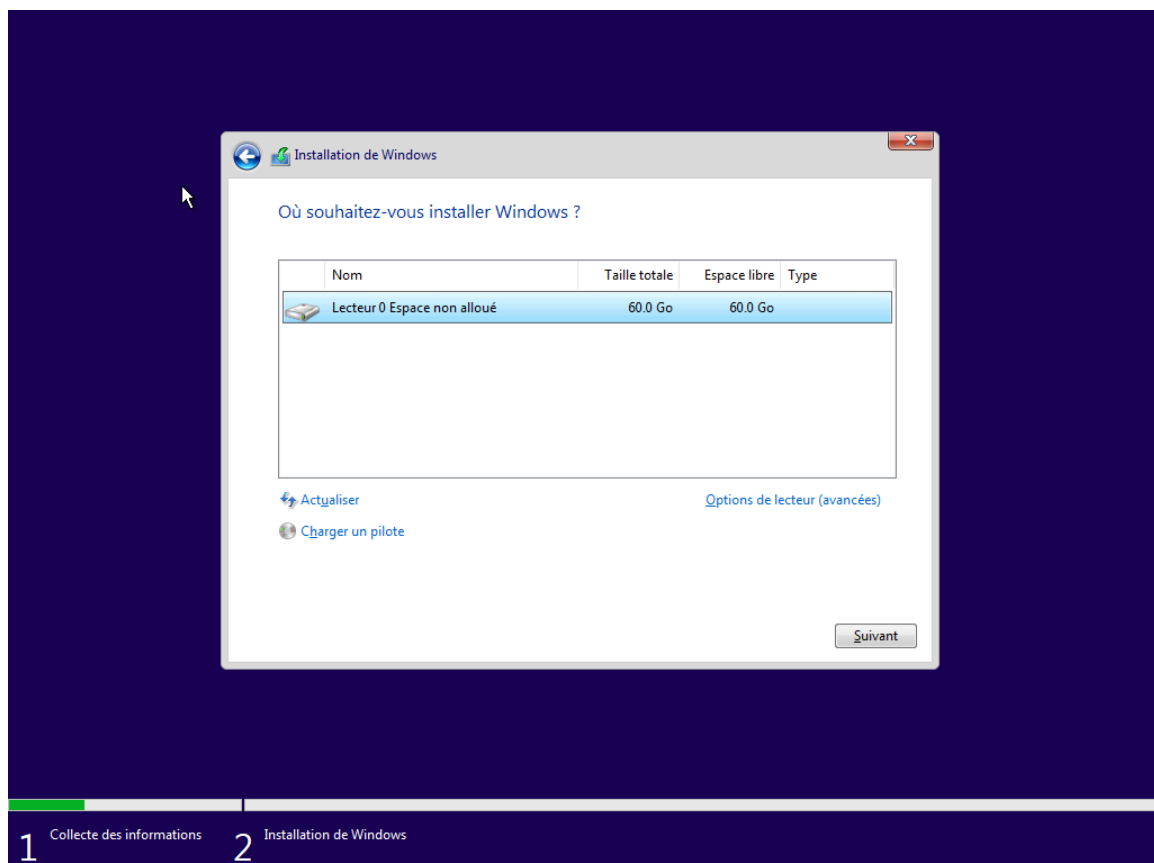 Installation de Windows
Où souhaitez-vous installer Windows ?
Nom Taille totale Espace libre Type
Lecteur 0 Espace non alloué 60.0 Go 60.0 Go
Actualiser Options de lecteur (avancées)
Charger un pilote
Suivant
1 Collecte des informations 2 Installation de Windows